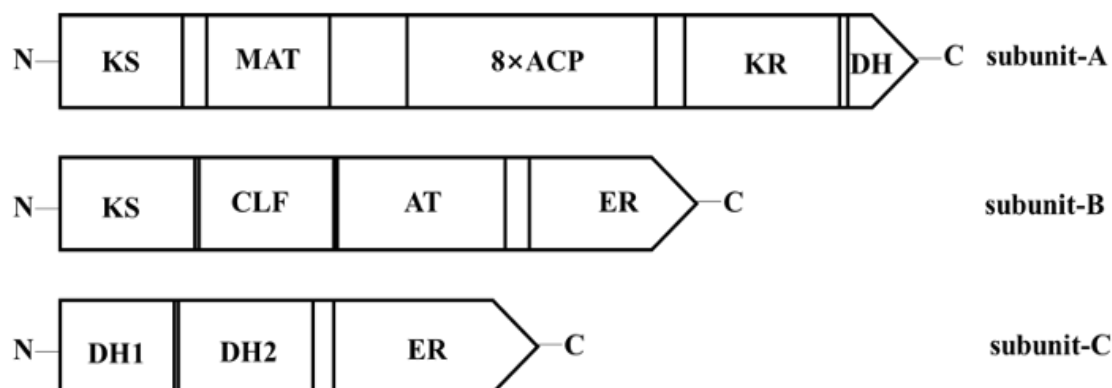 N KS MAT 8×ACP KR DH C subunit-A
N KS CLF AT ER C subunit-B
N DH1 DH2 ER C subunit-C